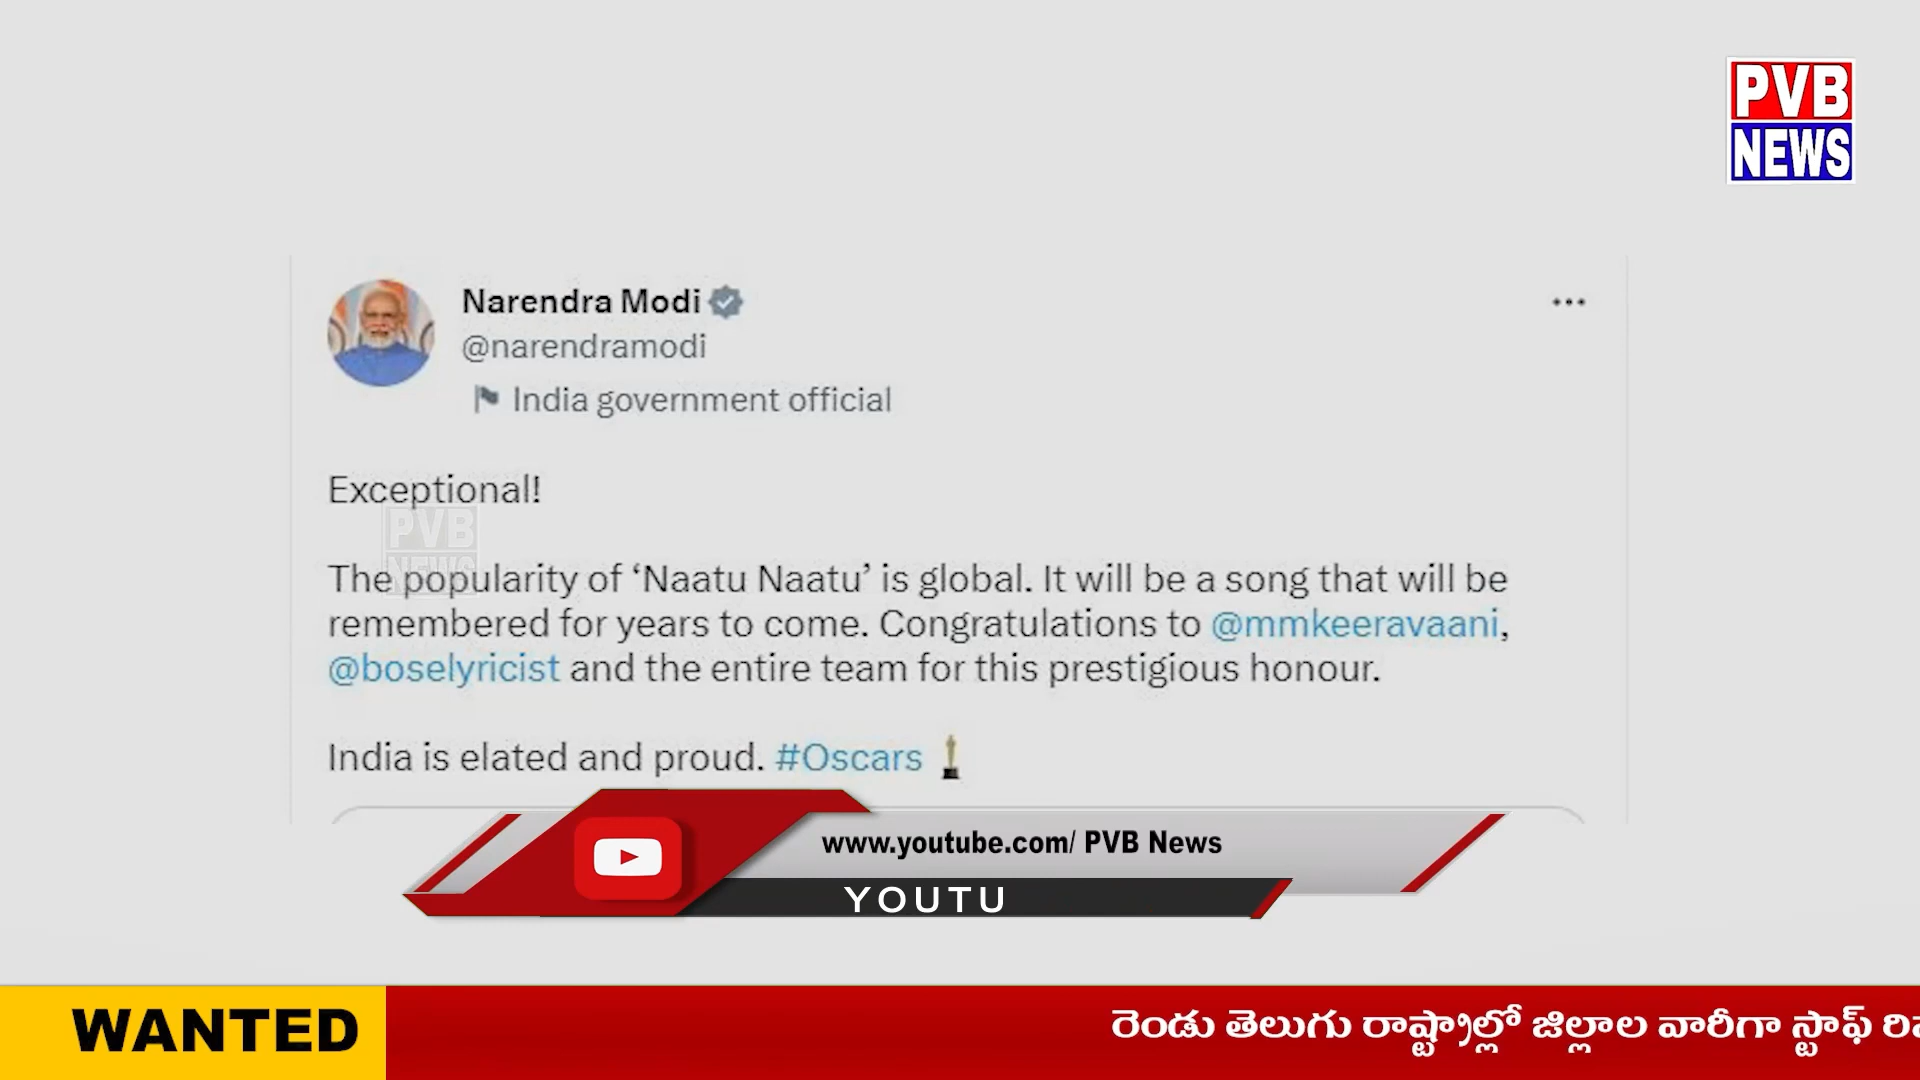 PVB
NEWS
Narendra Modi
@narendramodi
India government official
Exceptional!
PVB
NEWS
The popularity of ‘Naatu Naatu’ is global. It will be a song that will be
remembered for years to come. Congratulations to @mmkeeravaani,
@boselyricist and the entire team for this prestigious honour.
India is elated and proud. #Oscars
www.youtube.com/ PVB News
YOUTU
WANTED
రెండు తెలుగు రాష్ట్రాల్లో జిల్లాల వారీగా స్టాఫ్